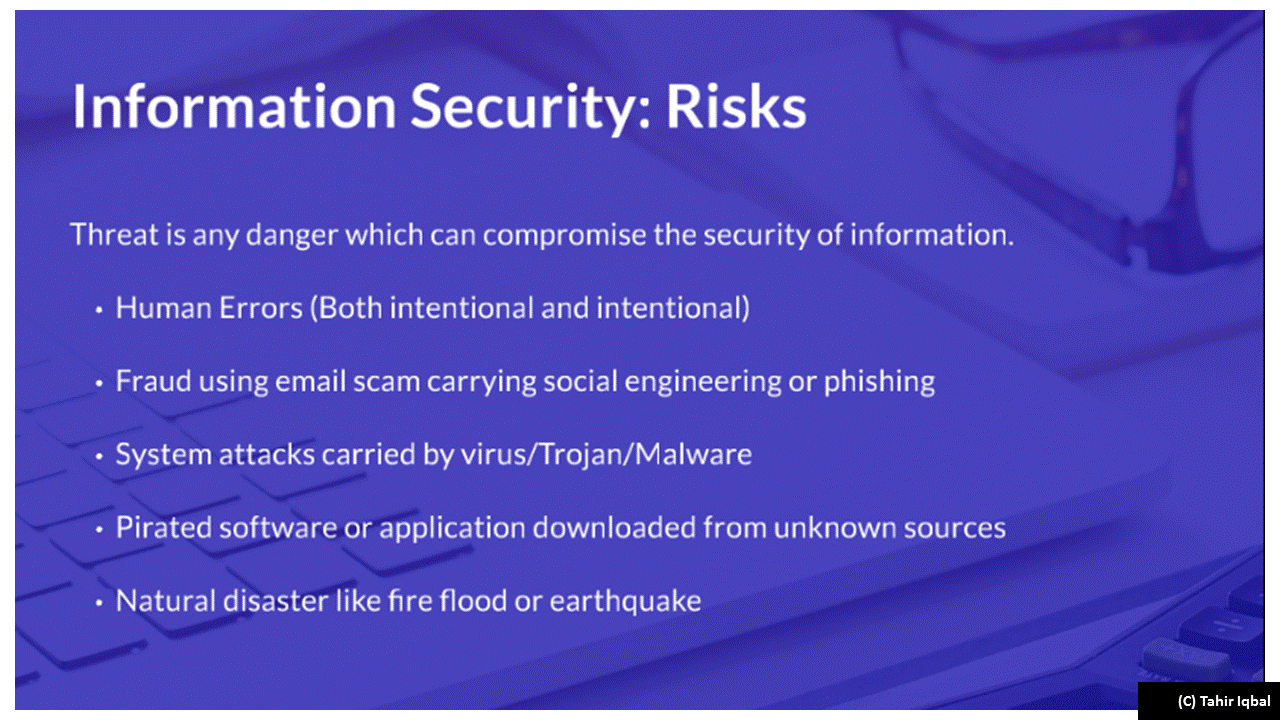 Information Security: Risks
Threat is any danger which can compromise the security of information.
• Human Errors (Both intentional and intentional)
• Fraud using email scam carrying social engineering or phishing
• System attacks carried by virus/Trojan/Malware
• Pirated software or application downloaded from unknown sources
• Natural disaster like fire flood or earthquake
(C) Tahir Iqbal